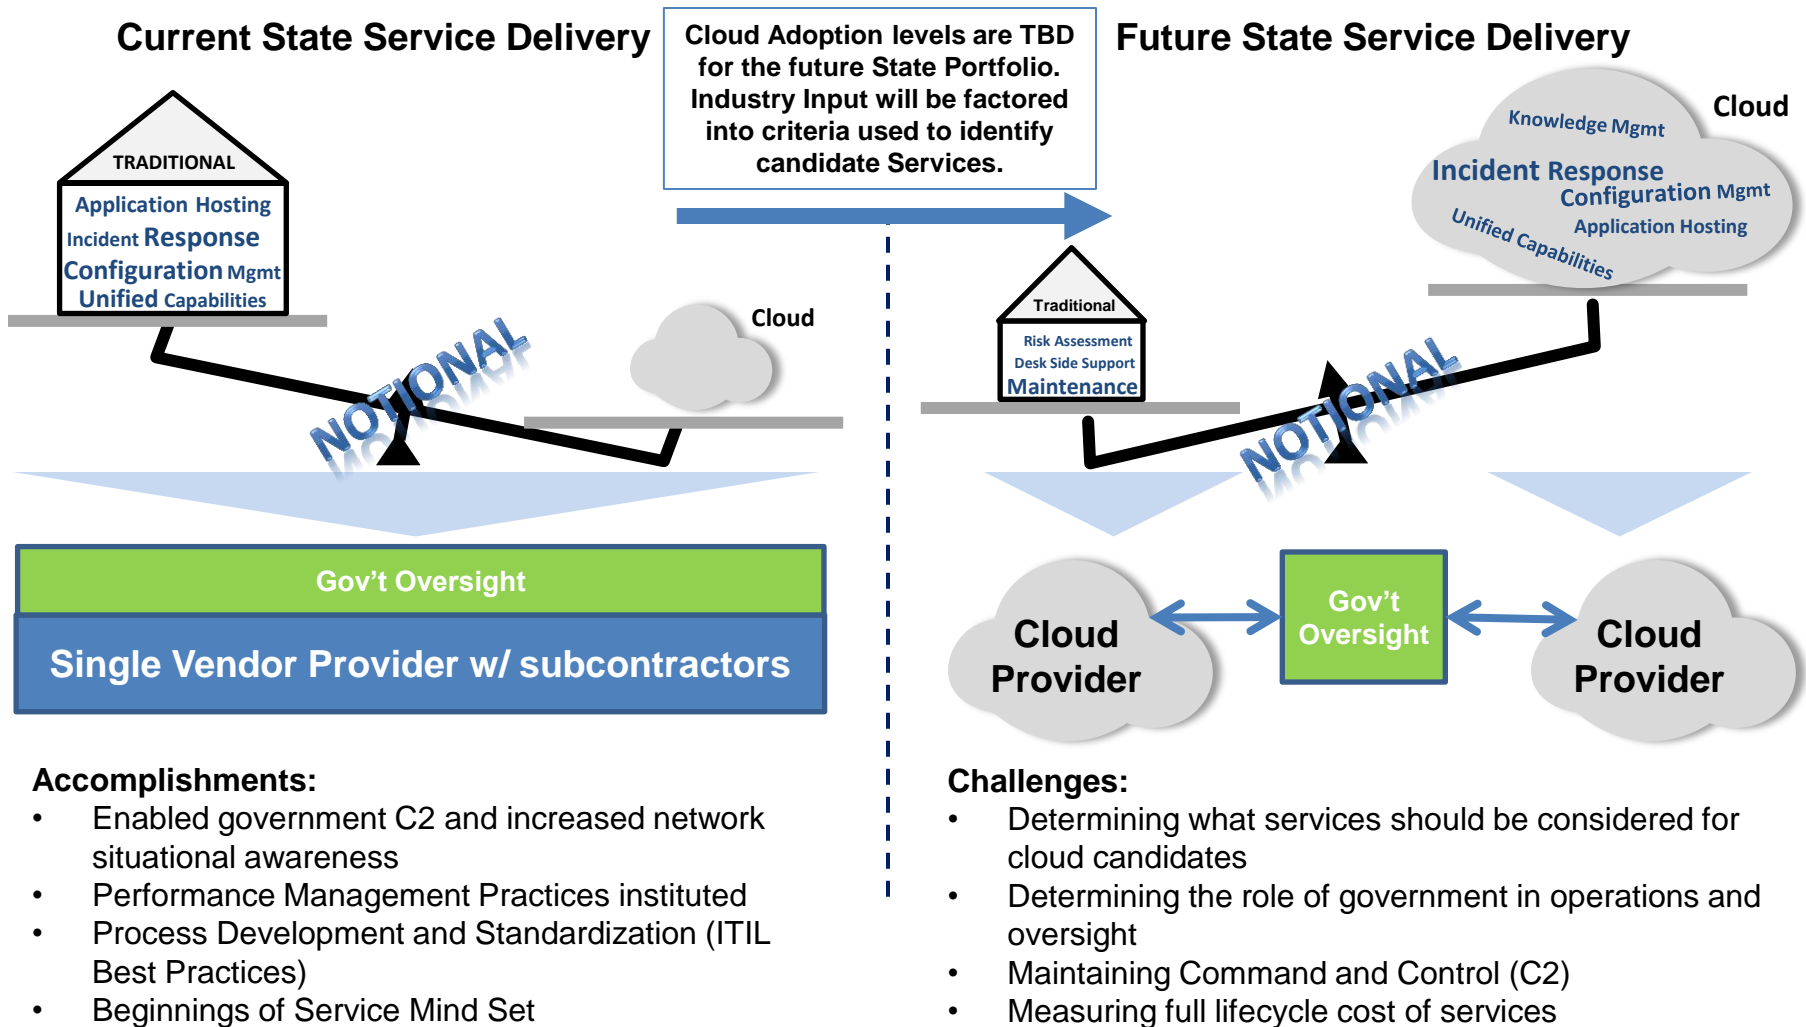 Current State Service Delivery
Cloud Adoption levels are TBD
for the future State Portfolio.
Industry Input will be factored
into criteria used to identify
candidate Services.
Future State Service Delivery
TRADITIONAL
Application Hosting
Incident Response
Configuration Mgmt
Unified Capabilities
Cloud
NOTIONAL
Cloud
Knowledge Mgmt
Incident Response
Configuration Mgmt
Application Hosting
Unified Capabilities
Traditional
Risk Assessment
Desk Side Support
Maintenance
NOTIONAL
Gov’t Oversight
Single Vendor Provider w/ subcontractors
Cloud
Provider
Gov’t
Oversight
Cloud
Provider
Accomplishments:
• Enabled government C2 and increased network
situational awareness
• Performance Management Practices instituted
• Process Development and Standardization (ITIL
Best Practices)
• Beginnings of Service Mind Set
Challenges:
• Determining what services should be considered for
cloud candidates
• Determining the role of government in operations and
oversight
• Maintaining Command and Control (C2)
• Measuring full lifecycle cost of services